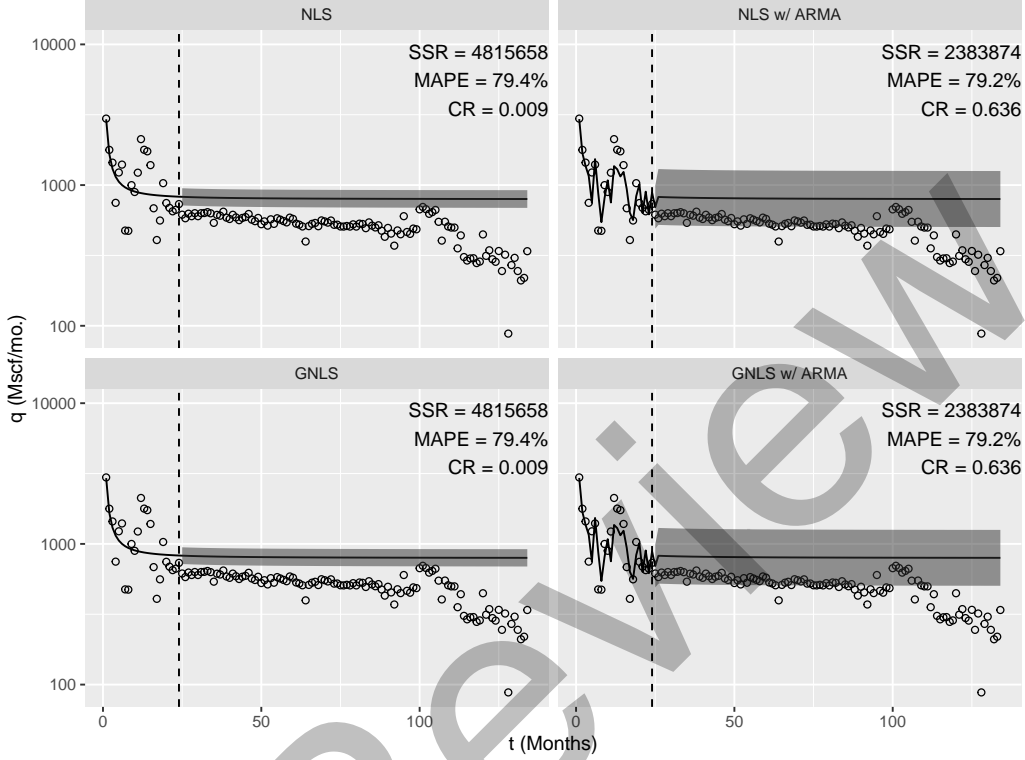 NLS
NLS w/ ARMA
SSR = 4815658
MAPE = 79.4%
CR = 0.009
SSR = 2383874
MAPE = 79.2%
CR = 0.636
10000
1000
100
GNLS
GNLS w/ ARMA
SSR = 4815658
MAPE = 79.4%
CR = 0.009
SSR = 2383874
MAPE = 79.2%
CR = 0.636
10000
1000
100
0 50 100
0 50 100
q (Mscf/mo.)
t (Months)
eview